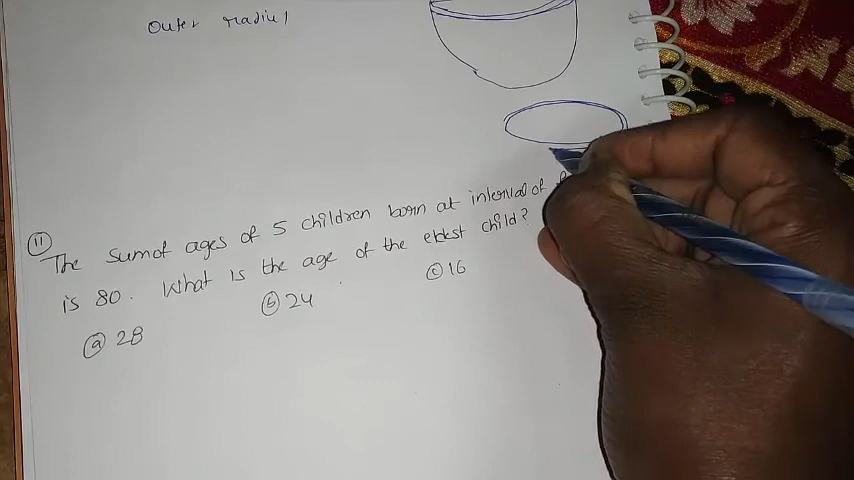 Outer radius
⑪ The sum of ages of 5 children born at interval of
is 80. What is the age of the eldest child?
ⓐ 28 ⓑ 24 ⓒ 16